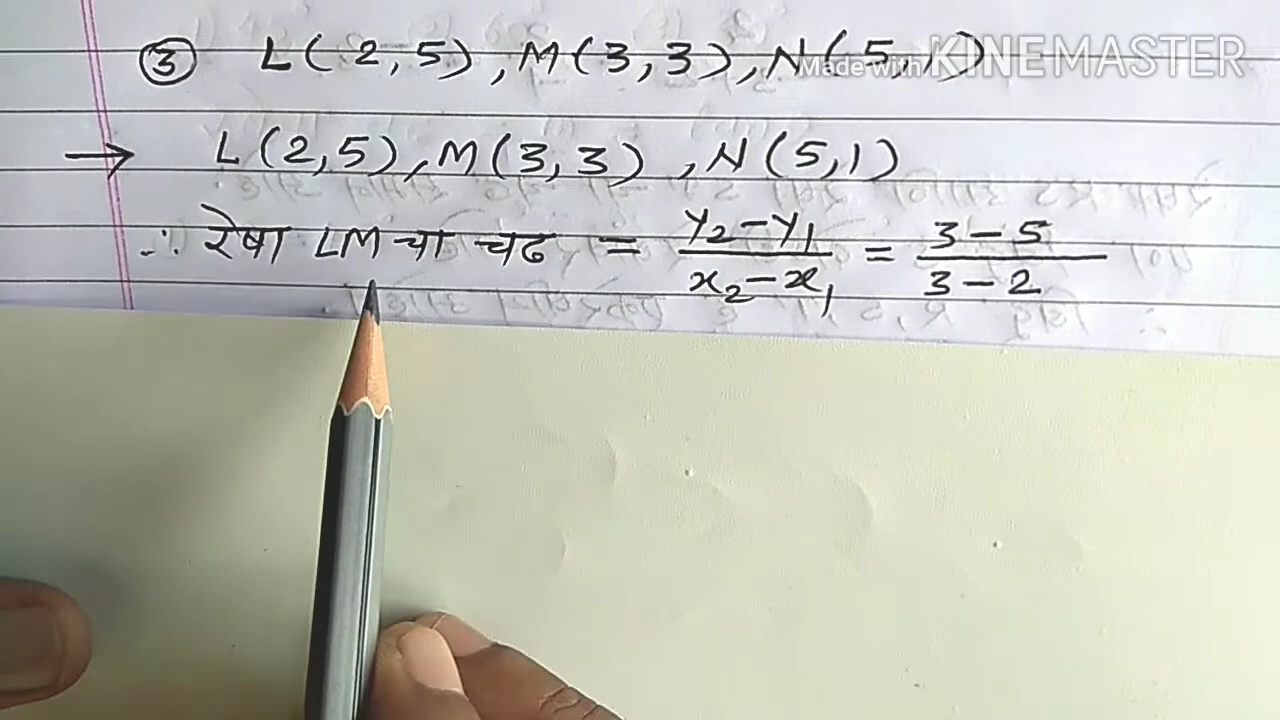 ③ L(2,5), M(3,3), N(5,1)
Made with KINEMASTER
→ L(2,5), M(3,3), N(5,1)
∴ रेषा LM चा चढ = y₂-y₁/x₂-x₁ = 3-5/3-2